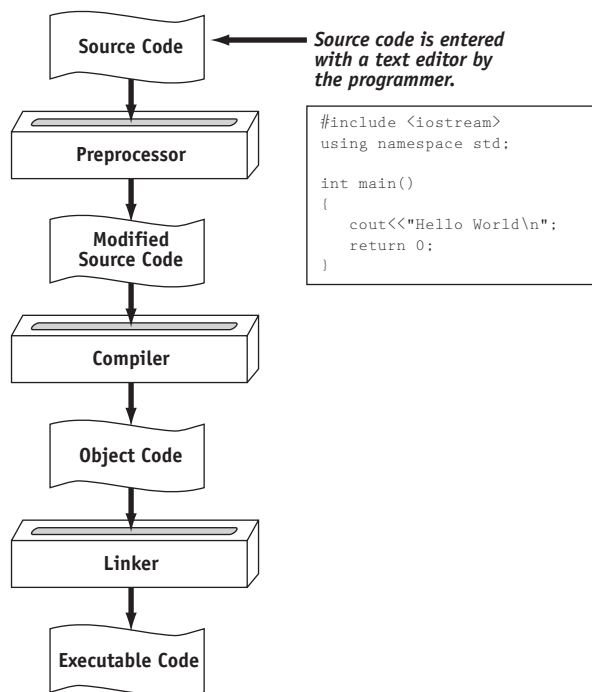 Source Code
Source code is entered
with a text editor by
the programmer.
#include <iostream>
using namespace std;
int main()
{
cout<<"Hello World\n";
return 0;
}
Preprocessor
Modified
Source Code
Compiler
Object Code
Linker
Executable Code